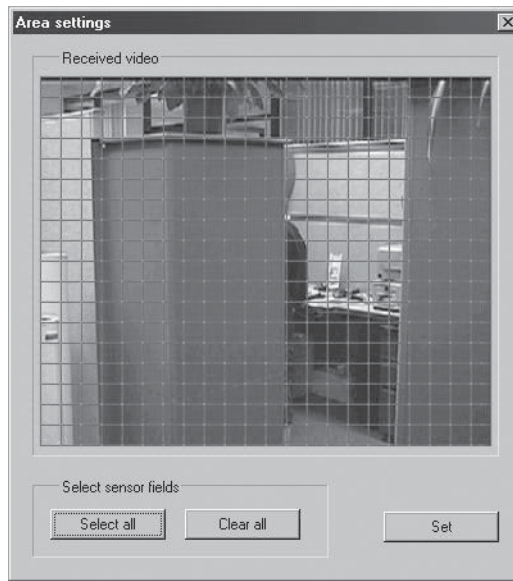 Area settings
Received video
Select sensor fields
Select all
Clear all
Set